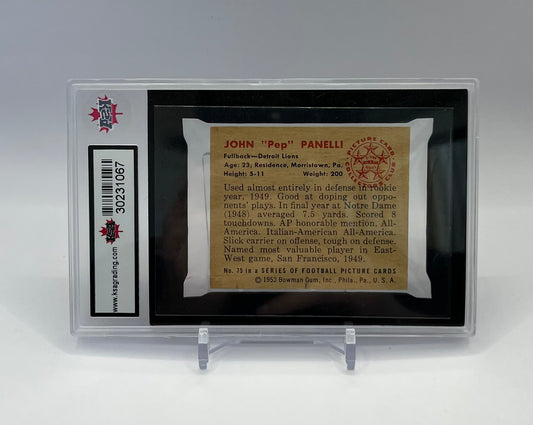 KSA
www.ksagrading.com
30231067
JOHN "Pep" PANELLI
Fullback—Detroit Lions
Age: 23, Residence, Morristown, Pa.
Height: 5-11 Weight: 200
PICTURE CARD
Used almost entirely in defense in rookie
year, 1949. Good at doping out oppon-
ents' plays. In final year at Notre Dame
(1948) averaged 7.5 yards. Scored 8
touchdowns. AP honorable mention. All-
America. Italian-American All-America.
Slick carrier on offense, tough on defense.
Named most valuable player in East-
West game, San Francisco, 1949.
No. 75 in a SERIES OF FOOTBALL PICTURE CARDS
© 1950 Bowman Gum, Inc., Phila., Pa., U. S. A.